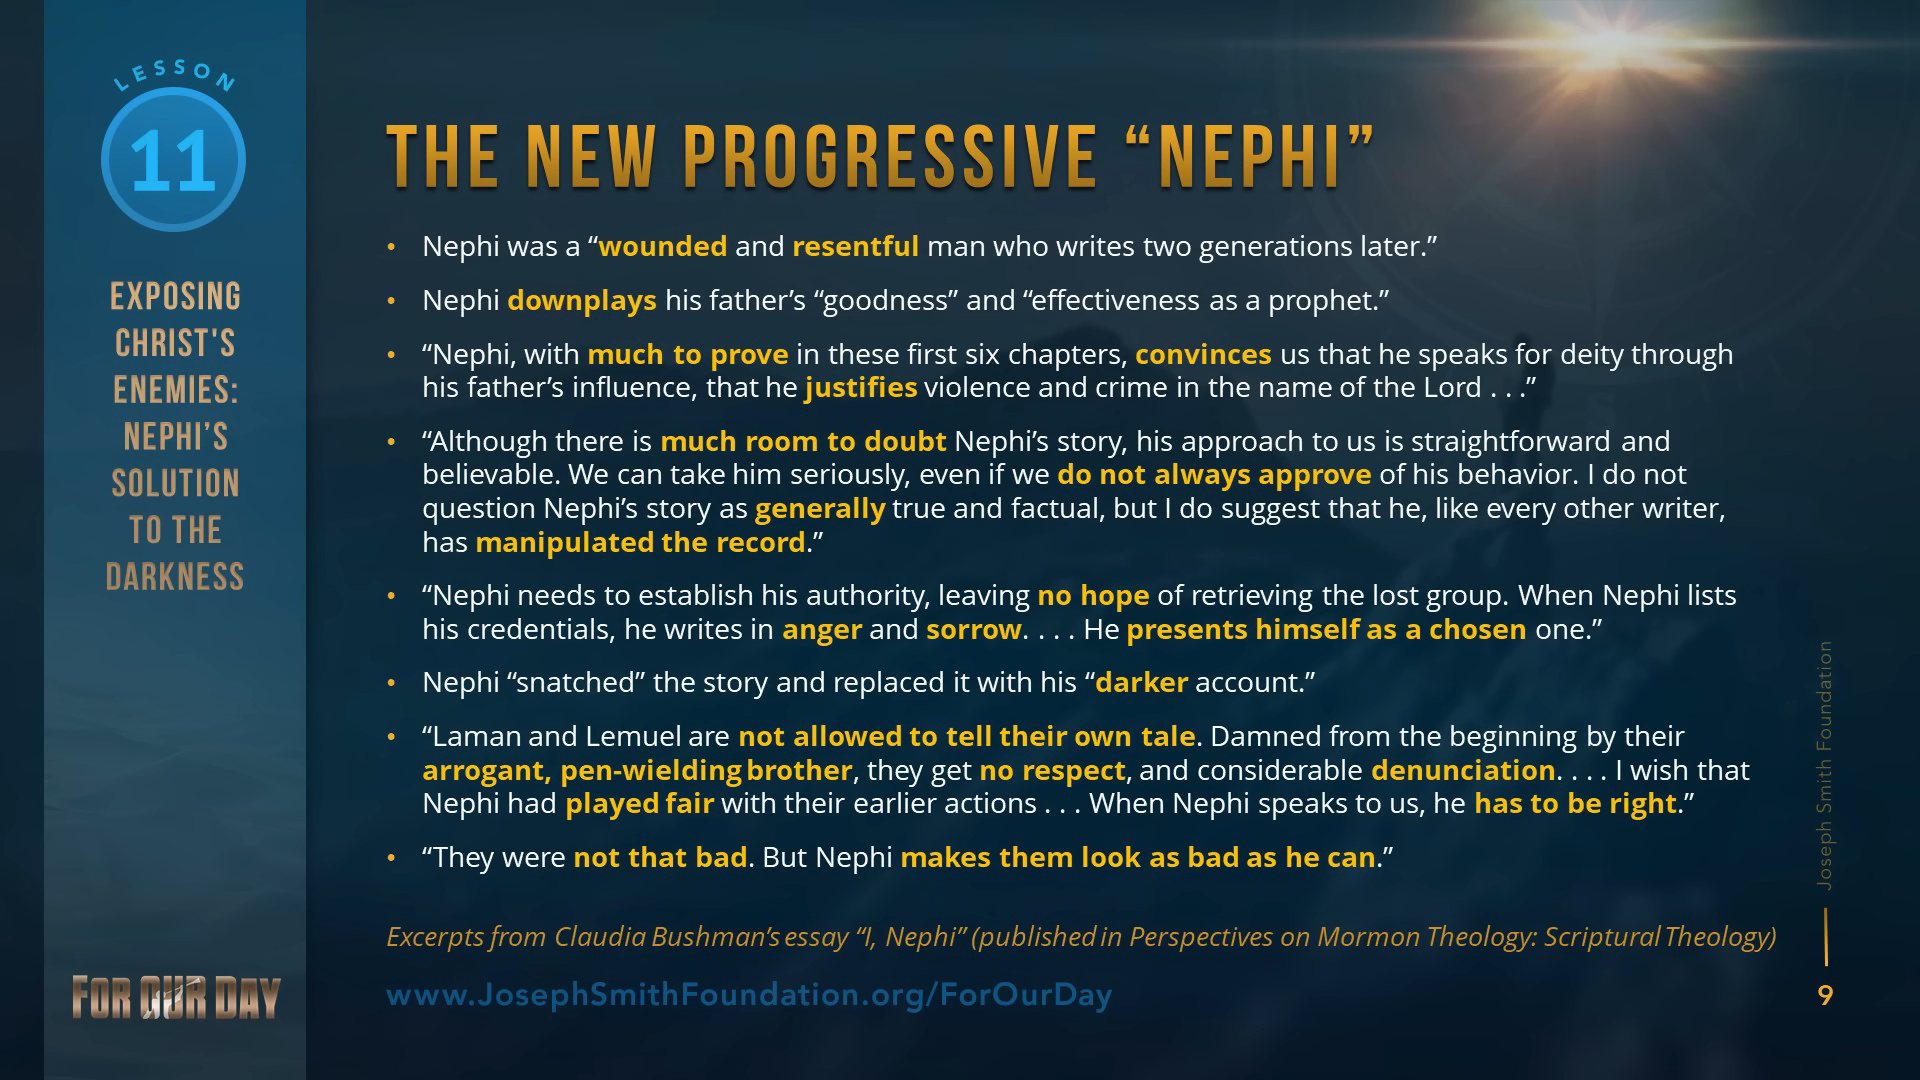 LESSON
11
EXPOSING
CHRIST'S
ENEMIES:
NEPHI’S
SOLUTION
TO THE
DARKNESS
FOR OUR DAY
THE NEW PROGRESSIVE “NEPHI”
• Nephi was a “wounded and resentful man who writes two generations later.”
• Nephi downplays his father’s “goodness” and “effectiveness as a prophet.”
• “Nephi, with much to prove in these first six chapters, convinces us that he speaks for deity through
his father’s influence, that he justifies violence and crime in the name of the Lord . . .”
• “Although there is much room to doubt Nephi’s story, his approach to us is straightforward and
believable. We can take him seriously, even if we do not always approve of his behavior. I do not
question Nephi’s story as generally true and factual, but I do suggest that he, like every other writer,
has manipulated the record.”
• “Nephi needs to establish his authority, leaving no hope of retrieving the lost group. When Nephi lists
his credentials, he writes in anger and sorrow. . . . He presents himself as a chosen one.”
• Nephi “snatched” the story and replaced it with his “darker account.”
• “Laman and Lemuel are not allowed to tell their own tale. Damned from the beginning by their
arrogant, pen-wielding brother, they get no respect, and considerable denunciation. . . . I wish that
Nephi had played fair with their earlier actions . . . When Nephi speaks to us, he has to be right.”
• “They were not that bad. But Nephi makes them look as bad as he can.”
Excerpts from Claudia Bushman’s essay “I, Nephi” (published in Perspectives on Mormon Theology: Scriptural Theology)
www.JosephSmithFoundation.org/ForOurDay
Joseph Smith Foundation
9